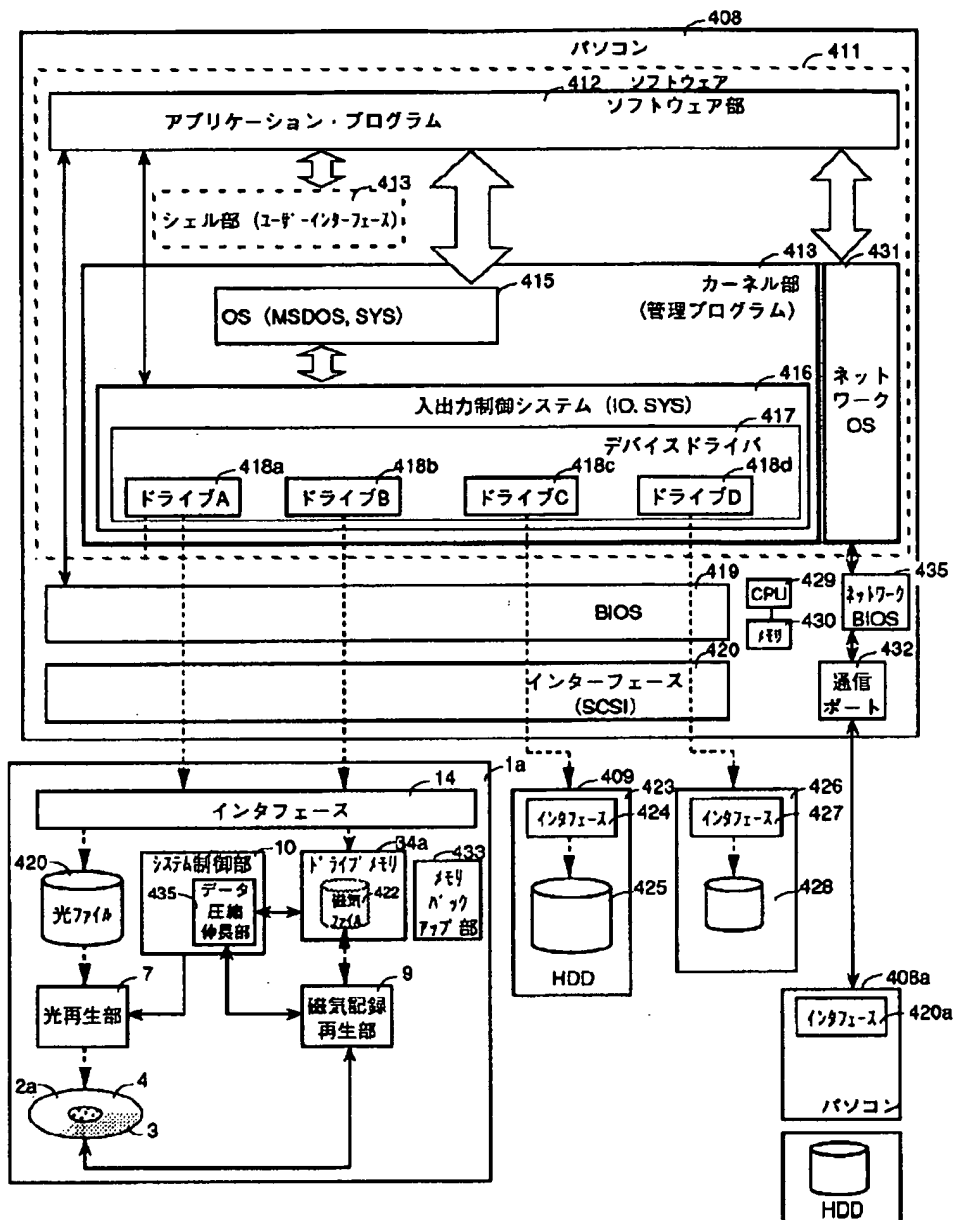 408
パソコン
411
412 ソフトウェア
ソフトウェア部
アプリケーション・プログラム
413
シェル部 (ユーザーインターフェース)
413
431
カーネル部
(管理プログラム)
415
OS (MSDOS, SYS)
ネット
ワーク
OS
416
入出力制御システム (IO. SYS)
417
デバイスドライバ
418a
418b
418c
418d
ドライブA
ドライブB
ドライブC
ドライブD
419
BIOS
CPU
429
メモリ
430
435
ネットワーク
BIOS
420
インターフェース
(SCSI)
432
通信
ポート
1a
14
インタフェース
420
光ファイル
10
システム制御部
435
データ
圧縮
伸長部
34a
ドライブメモリ
磁気
ファイル
422
433
メモリ
バック
アップ部
7
光再生部
9
磁気記録
再生部
2a
4
3
409
423
インタフェース
424
425
HDD
426
インタフェース
427
428
408a
インタフェース
420a
パソコン
HDD